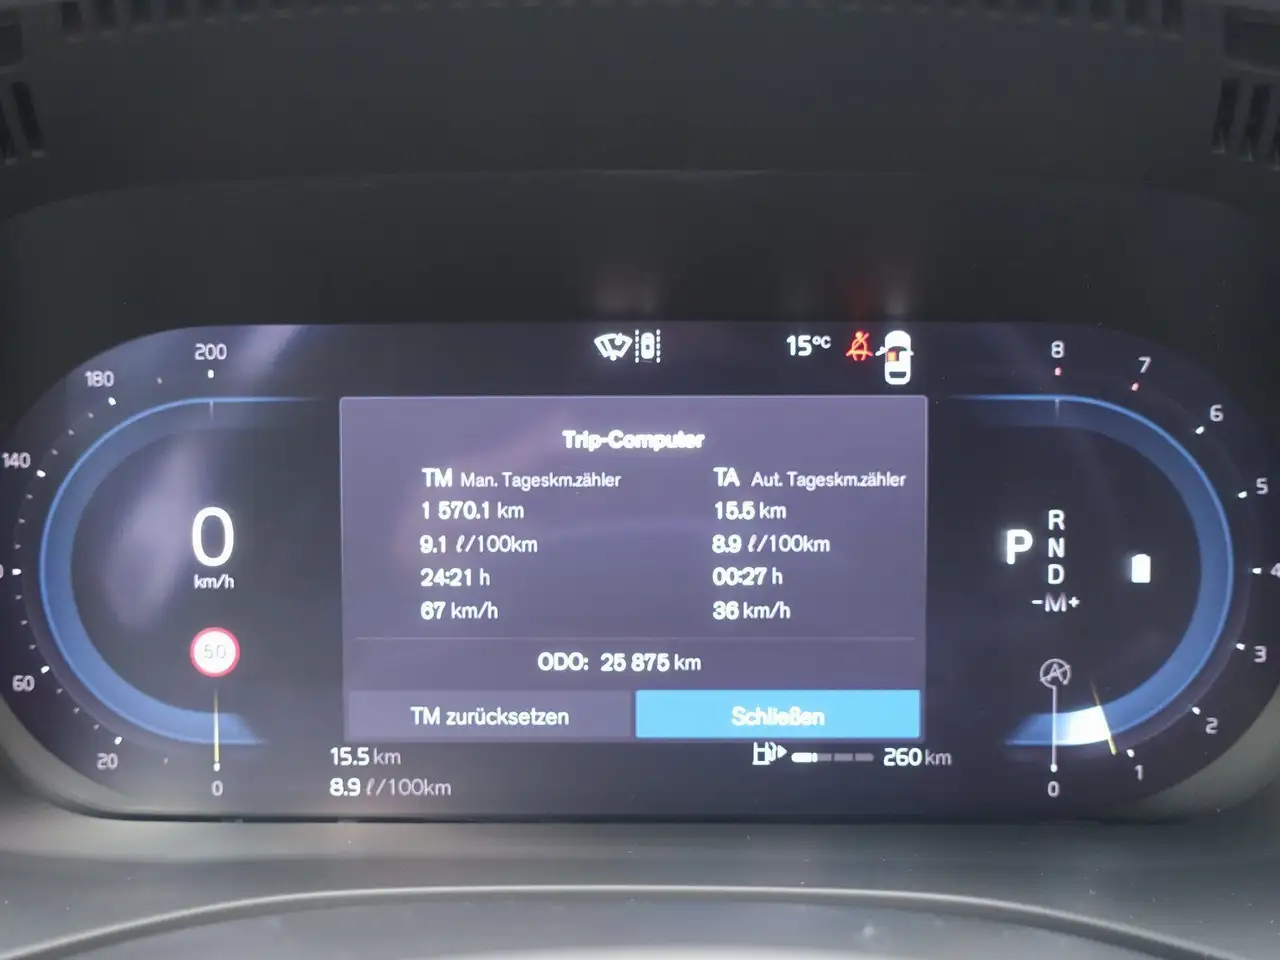 15°C
200
180
140
60
20
0
0
km/h
50
Trip-Computer
TM Man. Tageskm.zähler
1 570.1 km
9.1 ℓ/100km
24:21 h
67 km/h
TA Aut. Tageskm.zähler
15.5 km
8.9 ℓ/100km
00:27 h
36 km/h
ODO: 25 875 km
TM zurücksetzen
Schließen
15.5 km
8.9 ℓ/100km
260 km
8
7
6
5
4
3
2
1
0
P
R
N
D
-M+
A